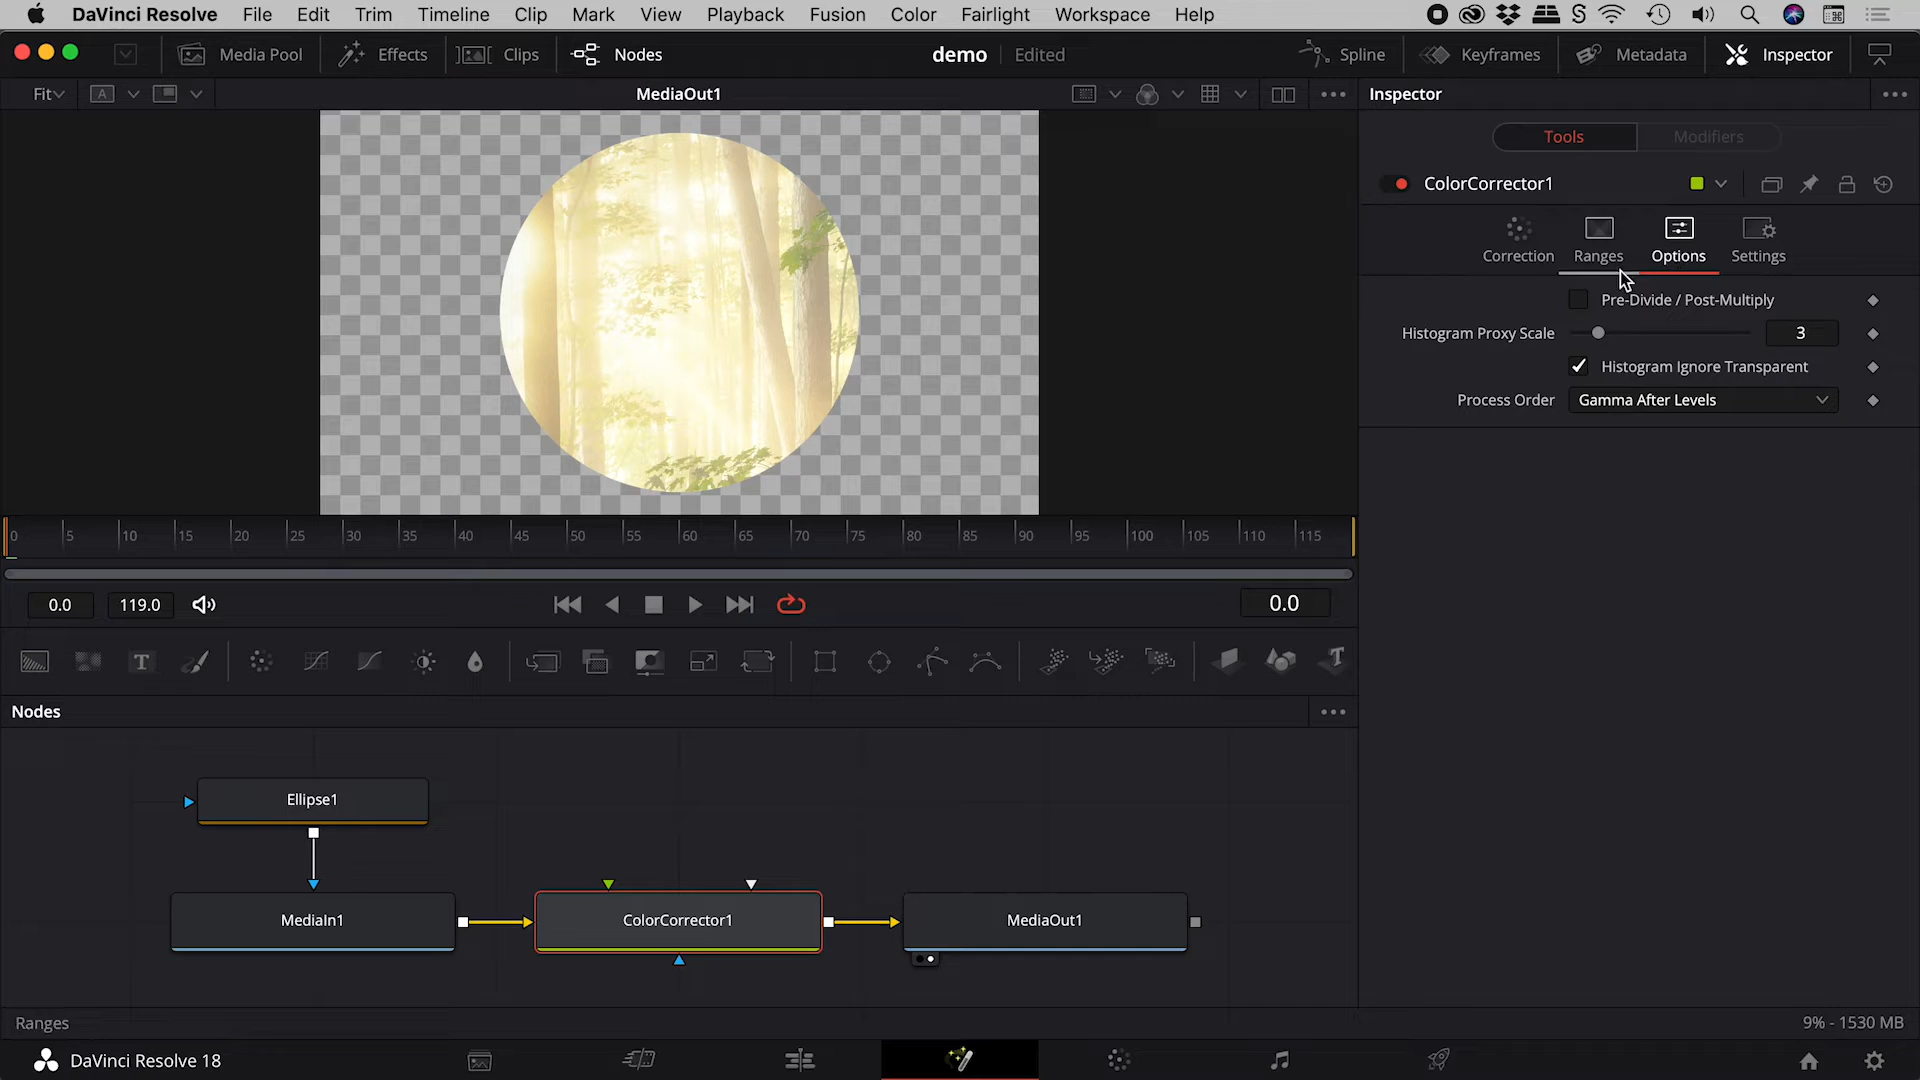 DaVinci Resolve File Edit Trim Timeline Clip Mark View Playback Fusion Color Fairlight Workspace Help
Media Pool Effects Clips Nodes demo Edited Spline Keyframes Metadata Inspector
Fit A MediaOut1 Inspector
Tools Modifiers
ColorCorrector1
Correction Ranges Options Settings
Pre-Divide / Post-Multiply
Histogram Proxy Scale 3
Histogram Ignore Transparent
Process Order Gamma After Levels
0 5 10 15 20 25 30 35 40 45 50 55 60 65 70 75 80 85 90 95 100 105 110 115
0.0 119.0 0.0
T T
Nodes
Ellipse1
MediaIn1 ColorCorrector1 MediaOut1
Ranges 9% - 1530 MB
DaVinci Resolve 18